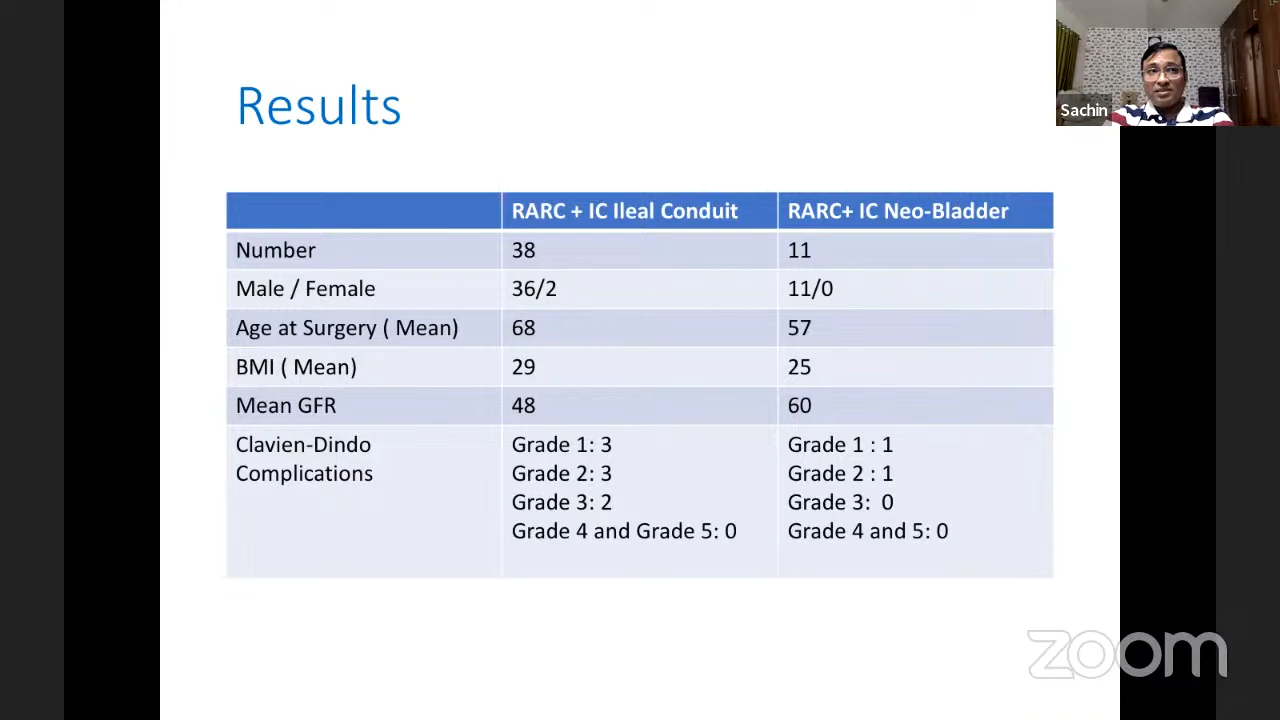 Results
Sachin
RARC + IC Ileal Conduit RARC+ IC Neo-Bladder
Number 38 11
Male / Female 36/2 11/0
Age at Surgery ( Mean) 68 57
BMI ( Mean) 29 25
Mean GFR 48 60
Clavien-Dindo Grade 1: 3 Grade 1 : 1
Complications Grade 2: 3 Grade 2 : 1
Grade 3: 2 Grade 3: 0
Grade 4 and Grade 5: 0 Grade 4 and 5: 0
zoom